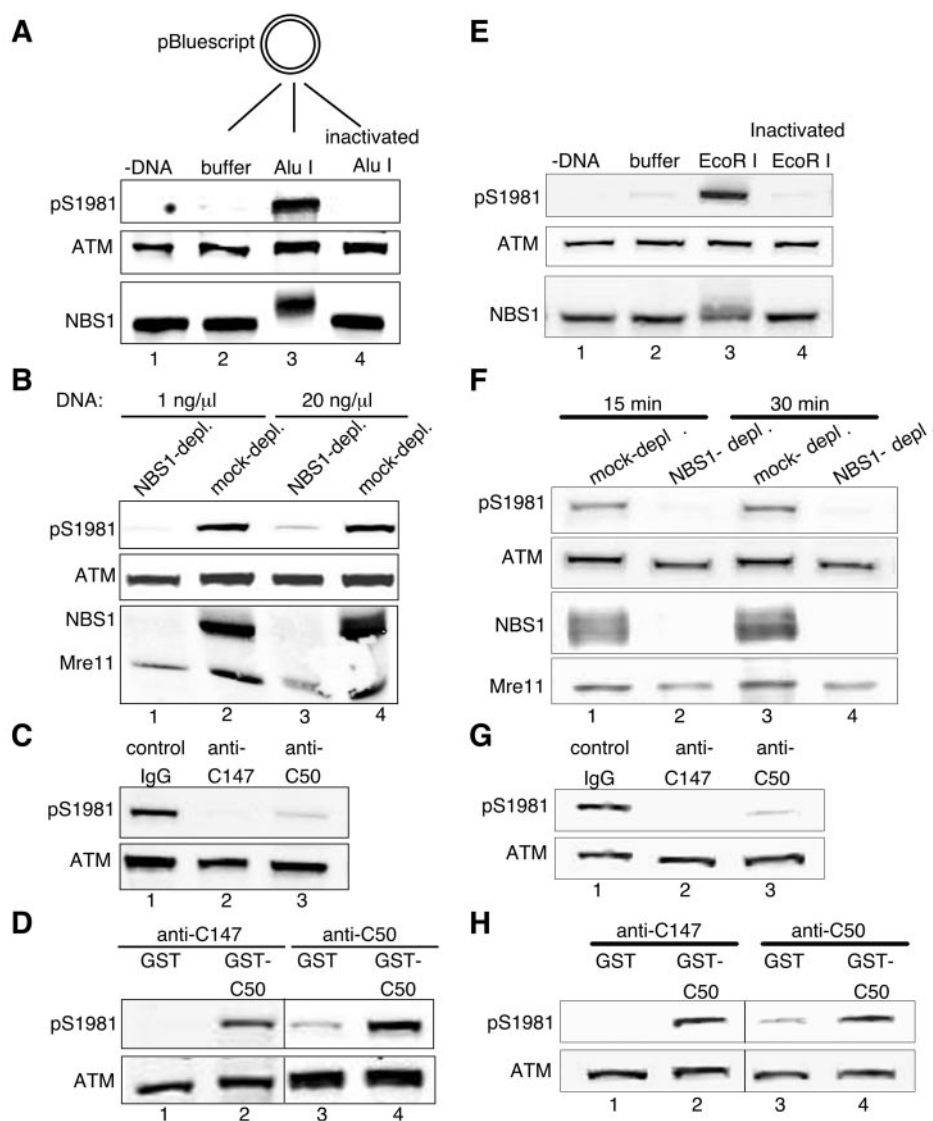 A
pBluescript
inactivated
-DNA buffer Alu I Alu I
pS1981
ATM
NBS1
1 2 3 4
B
DNA: 1 ng/μl 20 ng/μl
NBS1-depl. mock-depl. NBS1-depl. mock-depl.
pS1981
ATM
NBS1
Mre11
1 2 3 4
C
control anti- anti-
IgG C147 C50
pS1981
ATM
1 2 3
D
anti-C147 anti-C50
GST GST- GST GST-
C50 C50
pS1981
ATM
1 2 3 4
E
Inactivated
-DNA buffer EcoR I EcoR I
pS1981
ATM
NBS1
1 2 3 4
F
15 min 30 min
mock-depl . NBS1- depl . mock- depl . NBS1- depl .
pS1981
ATM
NBS1
Mre11
1 2 3 4
G
control anti- anti-
IgG C147 C50
pS1981
ATM
1 2 3
H
anti-C147 anti-C50
GST GST- GST GST-
C50 C50
pS1981
ATM
1 2 3 4